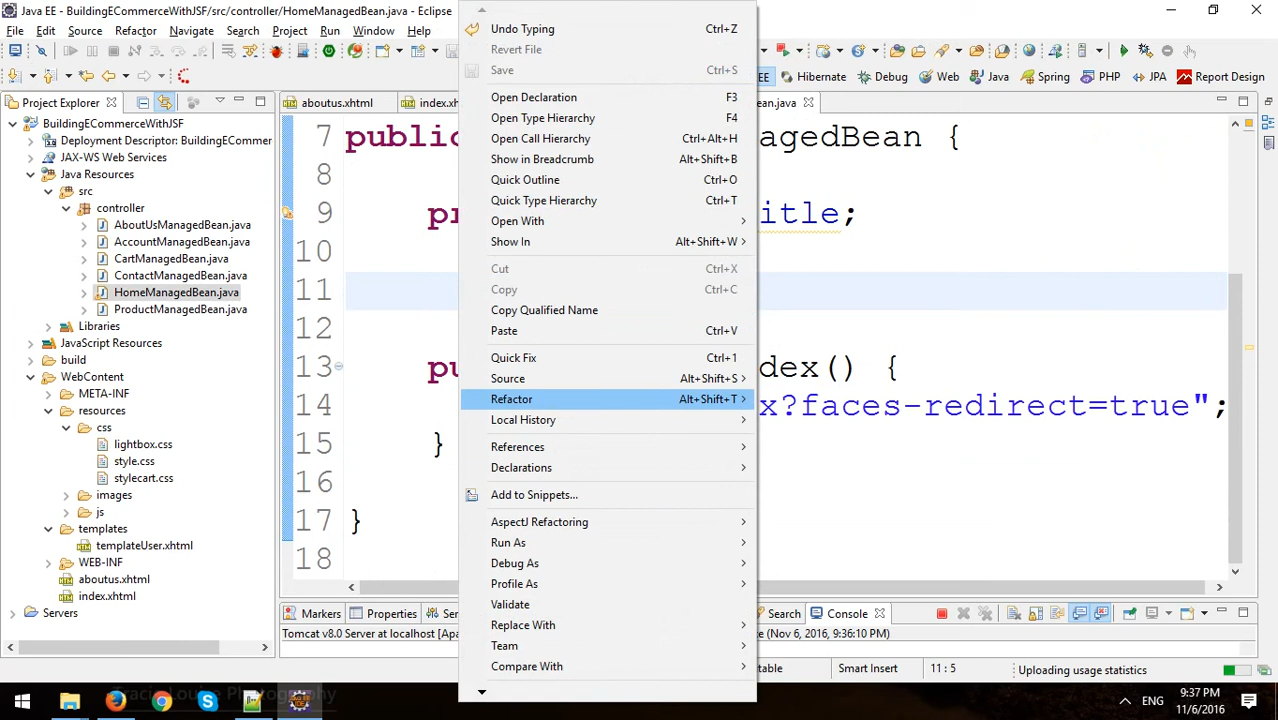 Java EE - BuildingECommerceWithJSF/src/controller/HomeManagedBean.java - Eclipse
File Edit Source Refactor Navigate Search Project Run Window Help
EE Hibernate Debug Web Java Spring PHP JPA Report Design
Project Explorer
aboutus.xhtml
index.xh
ean.java
BuildingECommerceWithJSF
Deployment Descriptor: BuildingECommer
JAX-WS Web Services
Java Resources
src
controller
AboutUsManagedBean.java
AccountManagedBean.java
CartManagedBean.java
ContactManagedBean.java
HomeManagedBean.java
ProductManagedBean.java
Libraries
JavaScript Resources
build
WebContent
META-INF
resources
css
lightbox.css
style.css
stylecart.css
images
js
templates
templateUser.xhtml
WEB-INF
aboutus.xhtml
index.xhtml
Servers
7 public agedBean {
8
9 pr itle;
10
11
12
13 pu dex() {
14 x?faces-redirect=true";
15 }
16
17 }
18
Undo Typing Ctrl+Z
Revert File
Save Ctrl+S
Open Declaration F3
Open Type Hierarchy F4
Open Call Hierarchy Ctrl+Alt+H
Show in Breadcrumb Alt+Shift+B
Quick Outline Ctrl+O
Quick Type Hierarchy Ctrl+T
Open With
Show In Alt+Shift+W
Cut Ctrl+X
Copy Ctrl+C
Copy Qualified Name
Paste Ctrl+V
Quick Fix Ctrl+1
Source Alt+Shift+S
Refactor Alt+Shift+T
Local History
References
Declarations
Add to Snippets...
AspectJ Refactoring
Run As
Debug As
Profile As
Validate
Replace With
Team
Compare With
Markers Properties Ser Search Console
Tomcat v8.0 Server at localhost [Apa e (Nov 6, 2016, 9:36:10 PM)
table Smart Insert 11 : 5 Uploading usage statistics
Gracie Louise Photography
ENG 9:37 PM
11/6/2016